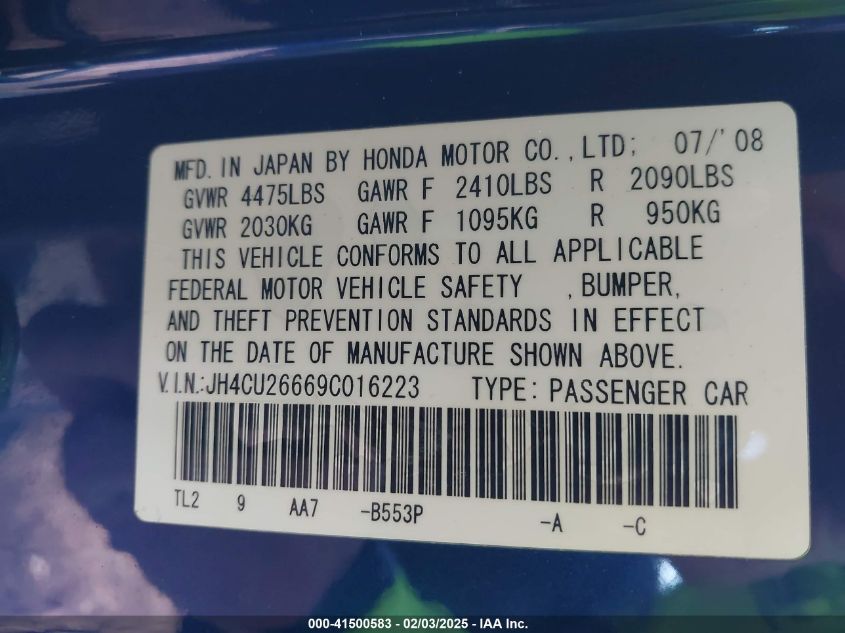 MFD. IN JAPAN BY HONDA MOTOR CO.,LTD; 07/'08
GVWR 4475LBS GAWR F 2410LBS R 2090LBS
GVWR 2030KG GAWR F 1095KG R 950KG
THIS VEHICLE CONFORMS TO ALL APPLICABLE
FEDERAL MOTOR VEHICLE SAFETY , BUMPER,
AND THEFT PREVENTION STANDARDS IN EFFECT
ON THE DATE OF MANUFACTURE SHOWN ABOVE.
V.I.N.:JH4CU26669C016223 TYPE: PASSENGER CAR
TL2 9 AA7 -B553P -A -C
000-41500583 - 02/03/2025 - IAA Inc.